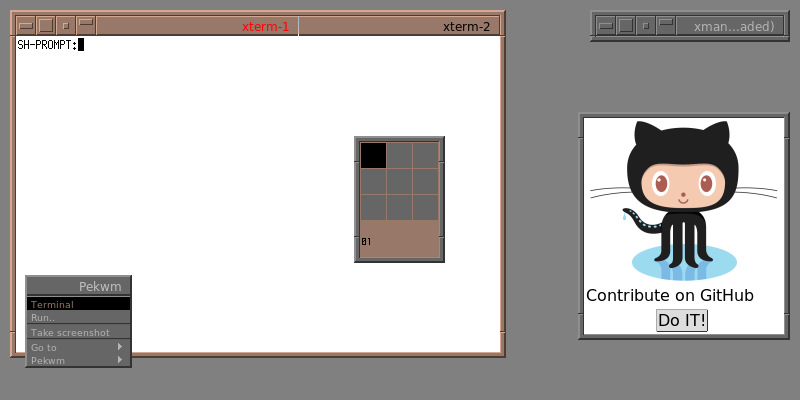 xterm-1 xterm-2
SH-PROMPT:
xman...aded)
01
Contribute on GitHub
Do IT!
Pekwm
Terminal
Run..
Take screenshot
Go to
Pekwm